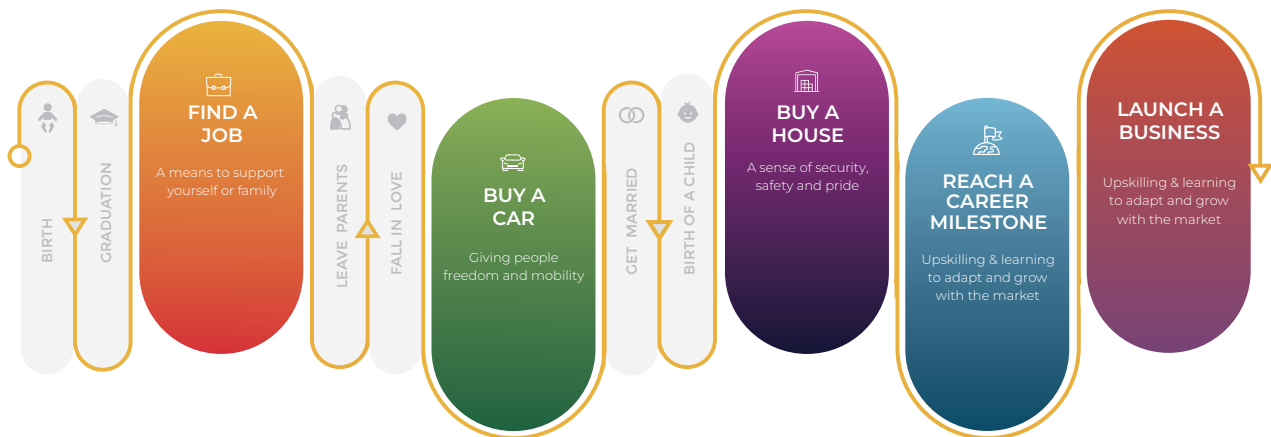 BIRTH
GRADUATION
FIND A
JOB
A means to support
yourself or family
LEAVE PARENTS
FALL IN LOVE
BUY A
CAR
Giving people
freedom and mobility
GET MARRIED
BIRTH OF A CHILD
BUY A
HOUSE
A sense of security,
safety and pride
REACH A
CAREER
MILESTONE
Upskilling & learning
to adapt and grow
with the market
LAUNCH A
BUSINESS
Upskilling & learning
to adapt and grow
with the market